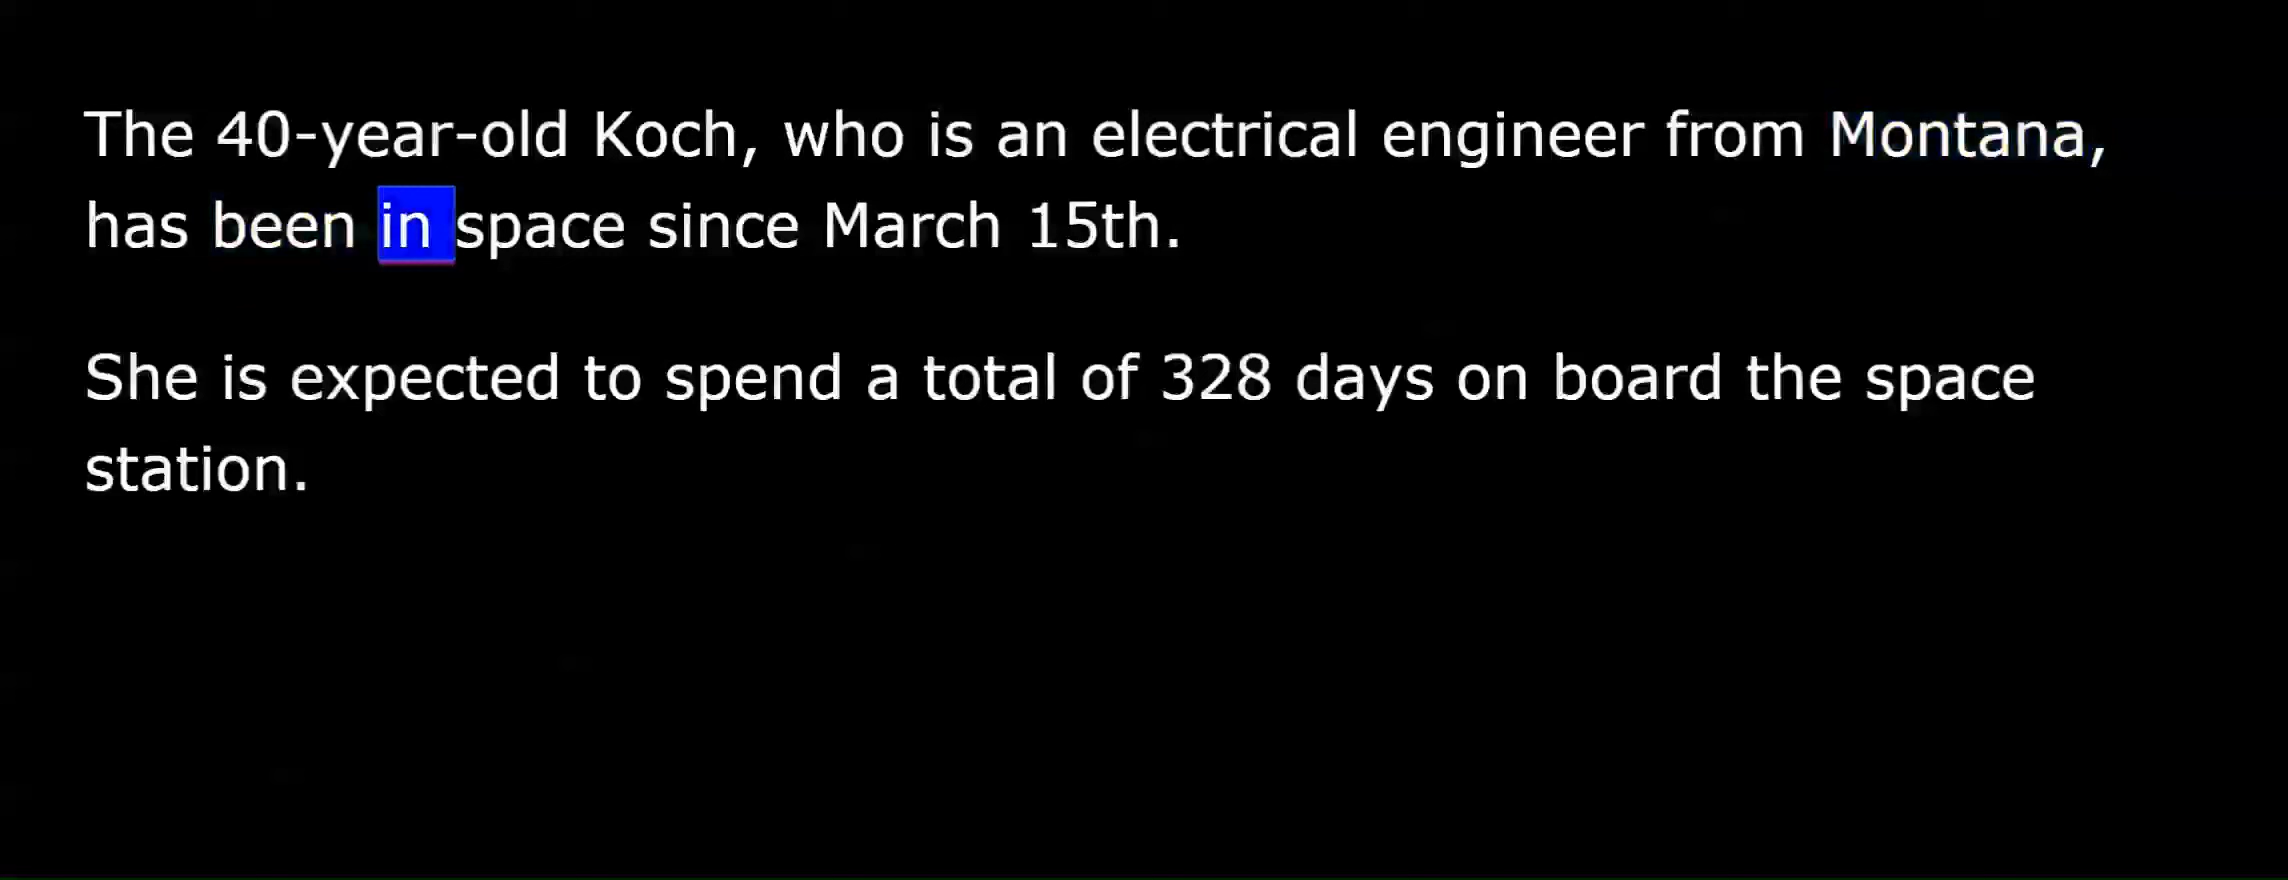 The 40-year-old Koch, who is an electrical engineer from Montana,
has been in space since March 15th.
She is expected to spend a total of 328 days on board the space
station.